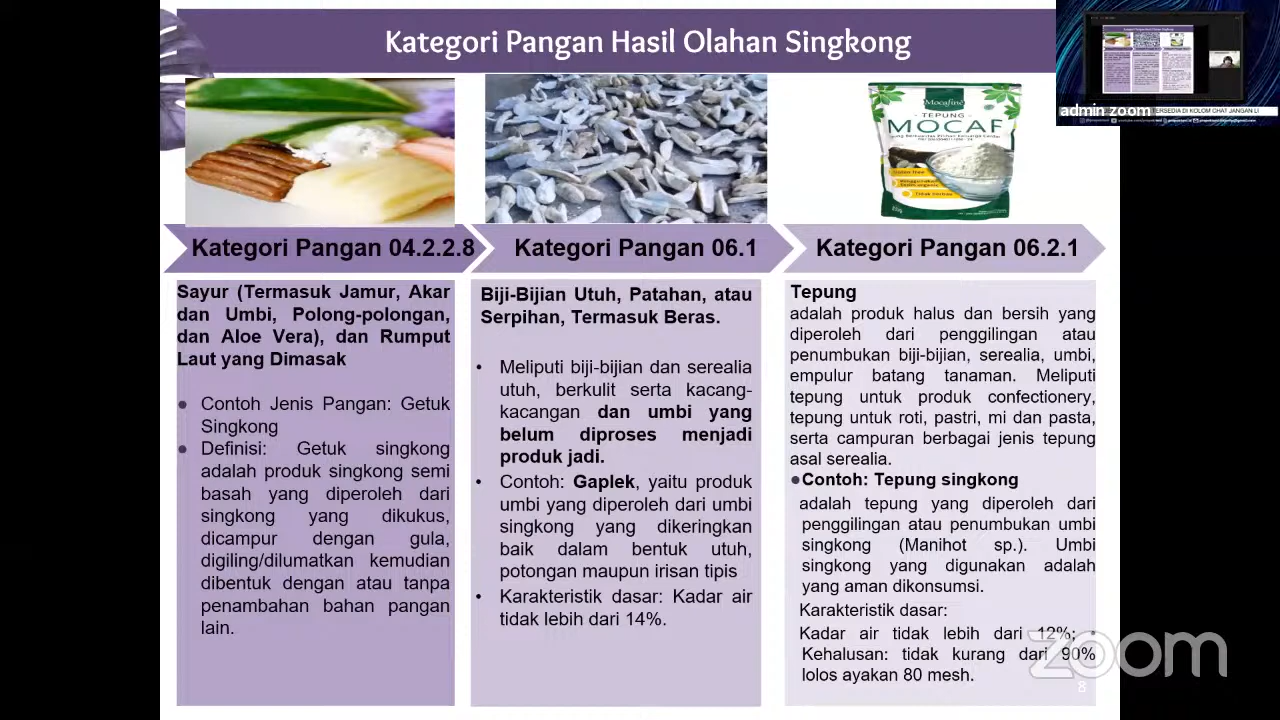 Kategori Pangan Hasil Olahan Singkong
admin zoom
TERSEDIA DI KOLOM CHAT JANGAN LI
Mocafine
TEPUNG
MOCAF
Kategori Pangan 04.2.2.8
Sayur (Termasuk Jamur, Akar
dan Umbi, Polong-polongan,
dan Aloe Vera), dan Rumput
Laut yang Dimasak
● Contoh Jenis Pangan: Getuk
Singkong
● Definisi: Getuk singkong
adalah produk singkong semi
basah yang diperoleh dari
singkong yang dikukus,
dicampur dengan gula,
digiling/dilumatkan kemudian
dibentuk dengan atau tanpa
penambahan bahan pangan
lain.
Kategori Pangan 06.1
Biji-Bijian Utuh, Patahan, atau
Serpihan, Termasuk Beras.
• Meliputi biji-bijian dan serealia
utuh, berkulit serta kacang-
kacangan dan umbi yang
belum diproses menjadi
produk jadi.
• Contoh: Gaplek, yaitu produk
umbi yang diperoleh dari umbi
singkong yang dikeringkan
baik dalam bentuk utuh,
potongan maupun irisan tipis
• Karakteristik dasar: Kadar air
tidak lebih dari 14%.
Kategori Pangan 06.2.1
Tepung
adalah produk halus dan bersih yang
diperoleh dari penggilingan atau
penumbukan biji-bijian, serealia, umbi,
empulur batang tanaman. Meliputi
tepung untuk produk confectionery,
tepung untuk roti, pastri, mi dan pasta,
serta campuran berbagai jenis tepung
asal serealia.
●Contoh: Tepung singkong
adalah tepung yang diperoleh dari
penggilingan atau penumbukan umbi
singkong (Manihot sp.). Umbi
singkong yang digunakan adalah
yang aman dikonsumsi.
Karakteristik dasar:
Kadar air tidak lebih dari 12%; •
Kehalusan: tidak kurang dari 90%
lolos ayakan 80 mesh.
zoom
8